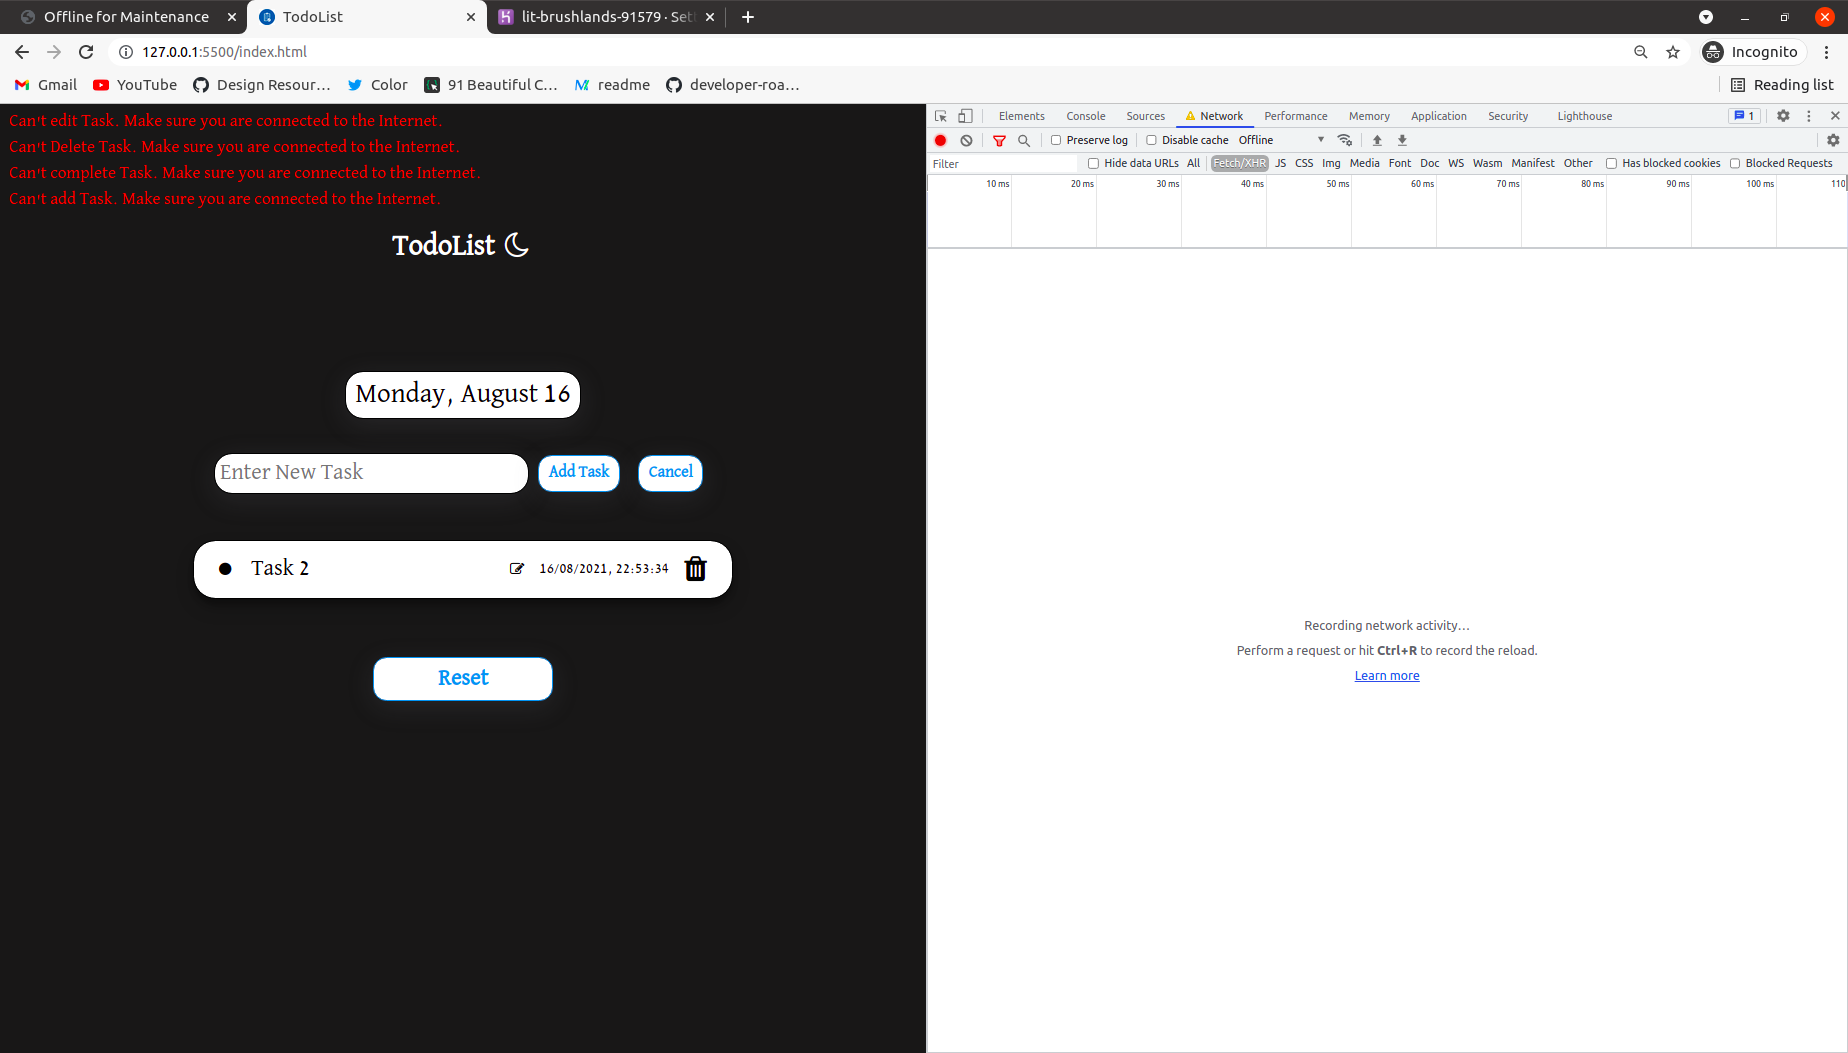 Offline for Maintenance
TodoList
lit-brushlands-91579 · Set
127.0.0.1:5500/index.html
Incognito
Gmail
YouTube
Design Resour...
Color
91 Beautiful C...
readme
developer-roa...
Reading list
Can't edit Task. Make sure you are connected to the Internet.
Can't Delete Task. Make sure you are connected to the Internet.
Can't complete Task. Make sure you are connected to the Internet.
Can't add Task. Make sure you are connected to the Internet.
TodoList
Monday, August 16
Enter New Task
Add Task
Cancel
Task 2
16/08/2021, 22:53:34
Reset
Elements Console Sources Network Performance Memory Application Security Lighthouse 1
Preserve log Disable cache Offline
Filter Hide data URLs All Fetch/XHR JS CSS Img Media Font Doc WS Wasm Manifest Other Has blocked cookies Blocked Requests
10 ms 20 ms 30 ms 40 ms 50 ms 60 ms 70 ms 80 ms 90 ms 100 ms 110
Recording network activity...
Perform a request or hit Ctrl+R to record the reload.
Learn more